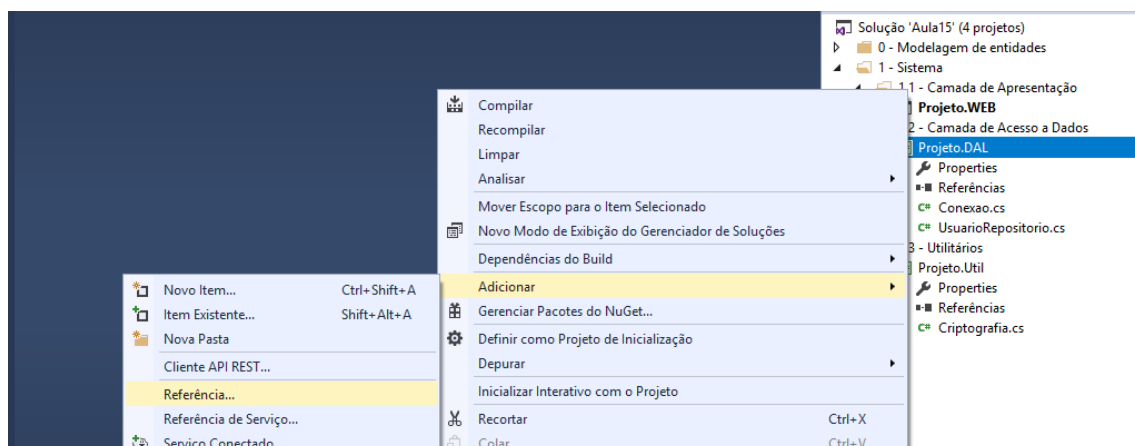 Solução 'Aula15' (4 projetos)
0 - Modelagem de entidades
1 - Sistema
1.1 - Camada de Apresentação
Projeto.WEB
2 - Camada de Acesso a Dados
Projeto.DAL
Properties
Referências
C# Conexao.cs
C# UsuarioRepositorio.cs
3 - Utilitários
Projeto.Util
Properties
Referências
C# Criptografia.cs
Compilar
Recompilar
Limpar
Analisar
Mover Escopo para o Item Selecionado
Novo Modo de Exibição do Gerenciador de Soluções
Dependências do Build
Adicionar
Gerenciar Pacotes do NuGet...
Definir como Projeto de Inicialização
Depurar
Inicializar Interativo com o Projeto
Recortar Ctrl+X
Colar Ctrl+V
Novo Item... Ctrl+Shift+A
Item Existente... Shift+Alt+A
Nova Pasta
Cliente API REST...
Referência...
Referência de Serviço...
Serviço Conectado